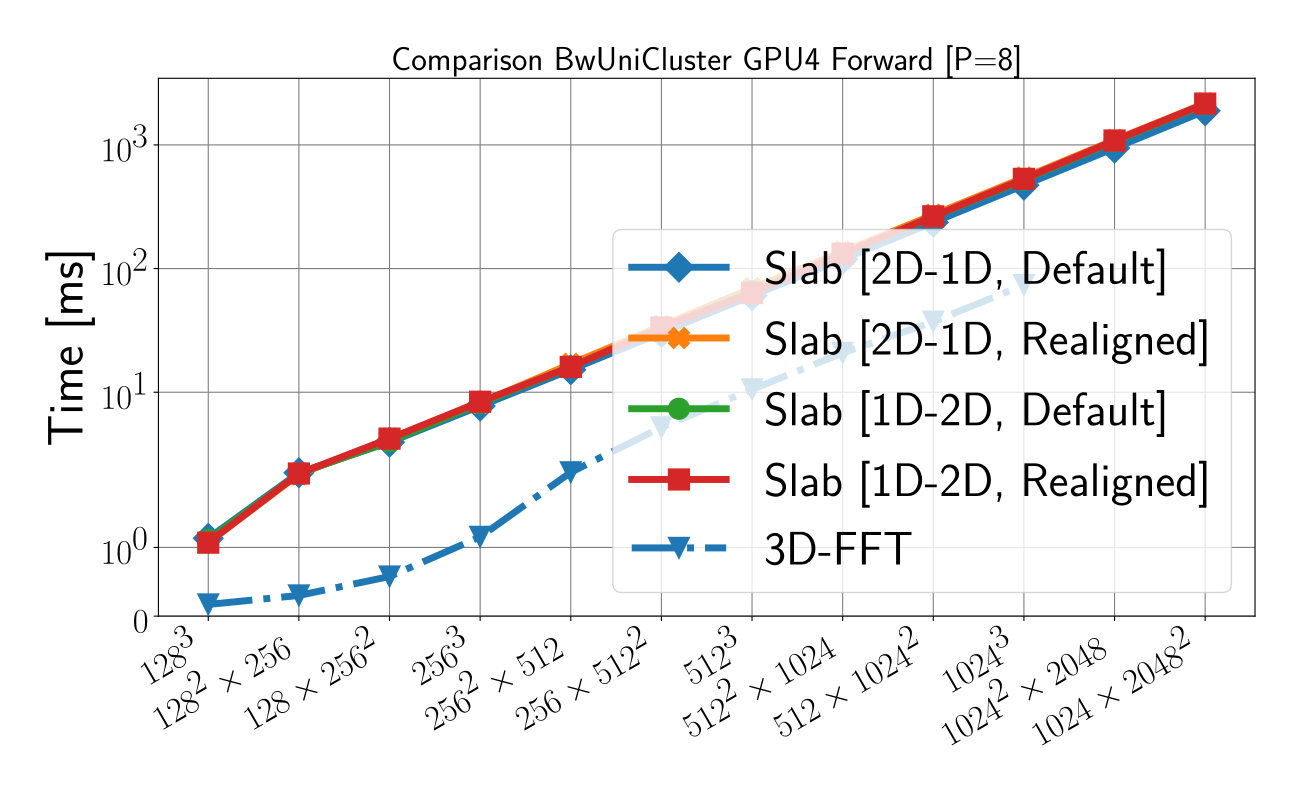 Comparison BwUniCluster GPU4 Forward [P=8]
Time [ms]
10³
10²
10¹
10⁰
0
Slab [2D-1D, Default]
Slab [2D-1D, Realigned]
Slab [1D-2D, Default]
Slab [1D-2D, Realigned]
3D-FFT
128³
128² × 256
128 × 256²
256³
256² × 512
256 × 512²
512³
512² × 1024
512 × 1024²
1024³
1024² × 2048
1024 × 2048²